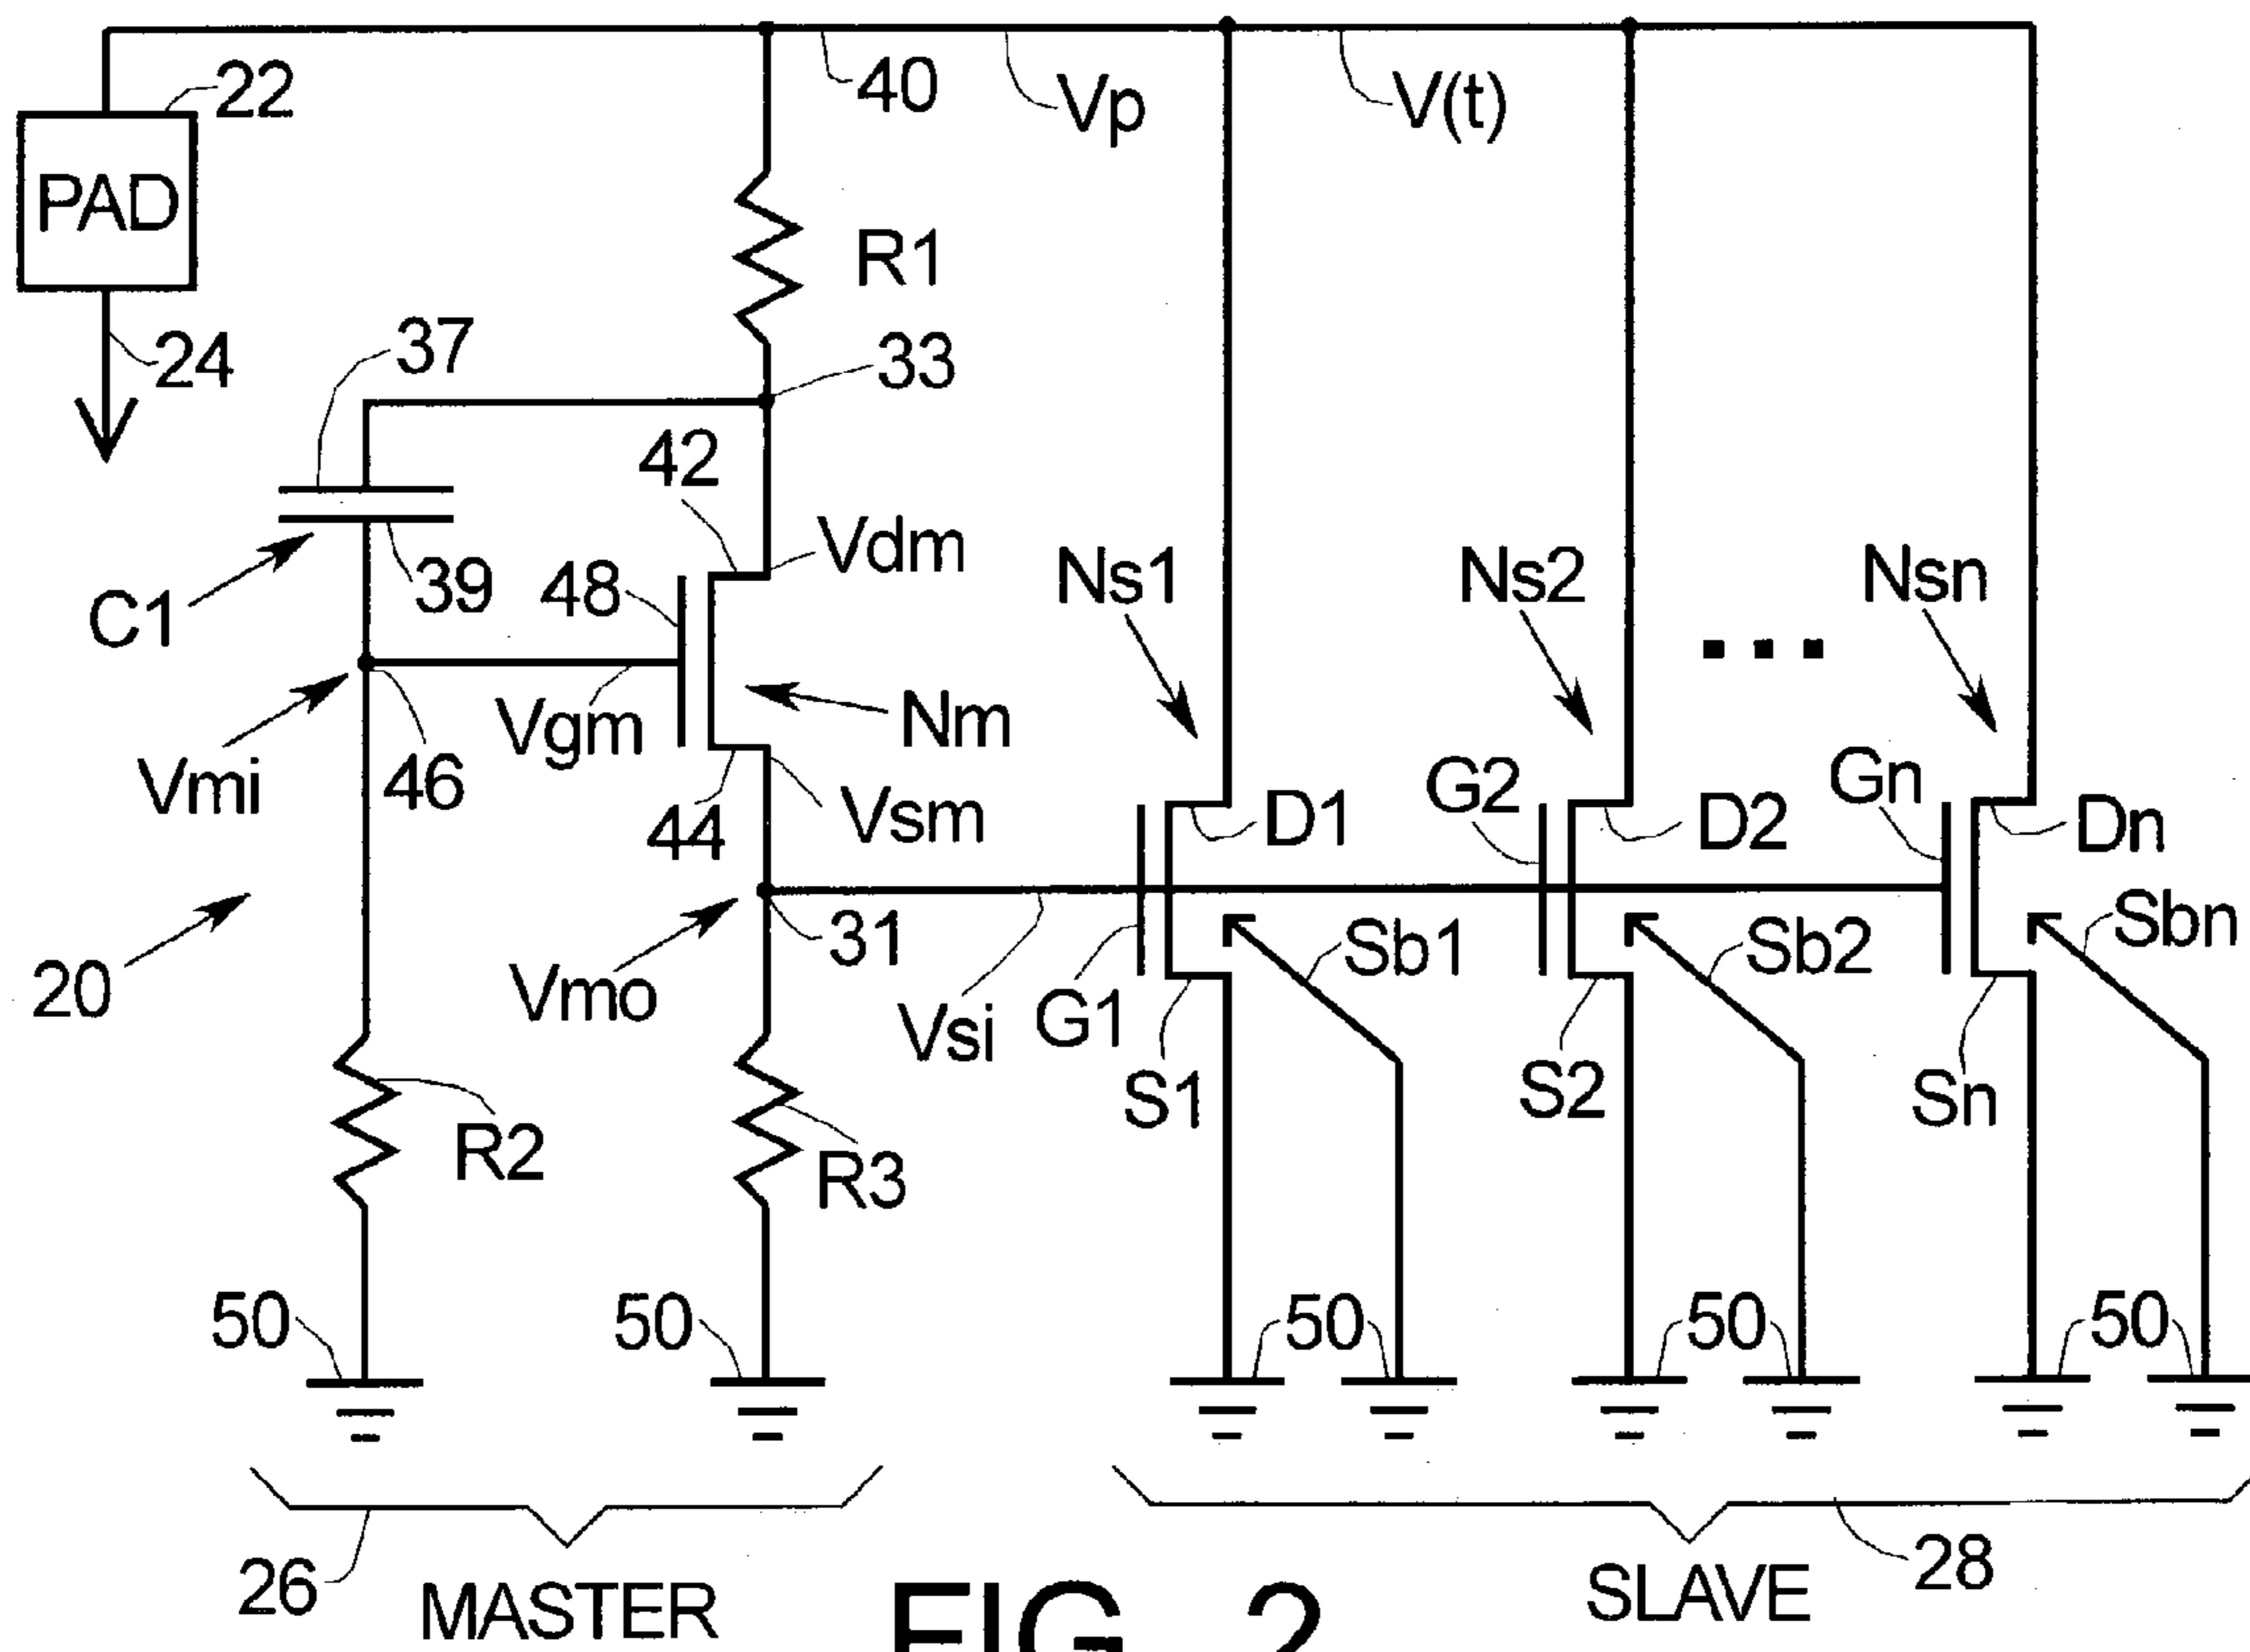 22
40
Vp
V(t)
PAD
R1
24
37
33
42
Vdm
C1
39
48
Ns1
Ns2
Nsn
Vgm
Nm
Vmi
46
44
Vsm
D1
G2
D2
Gn
Dn
20
Vmo
31
Vsi
G1
Sb1
Sb2
Sbn
S1
S2
Sn
R2
R3
50
50
50
50
50
26
MASTER
SLAVE
28
FIG. 2